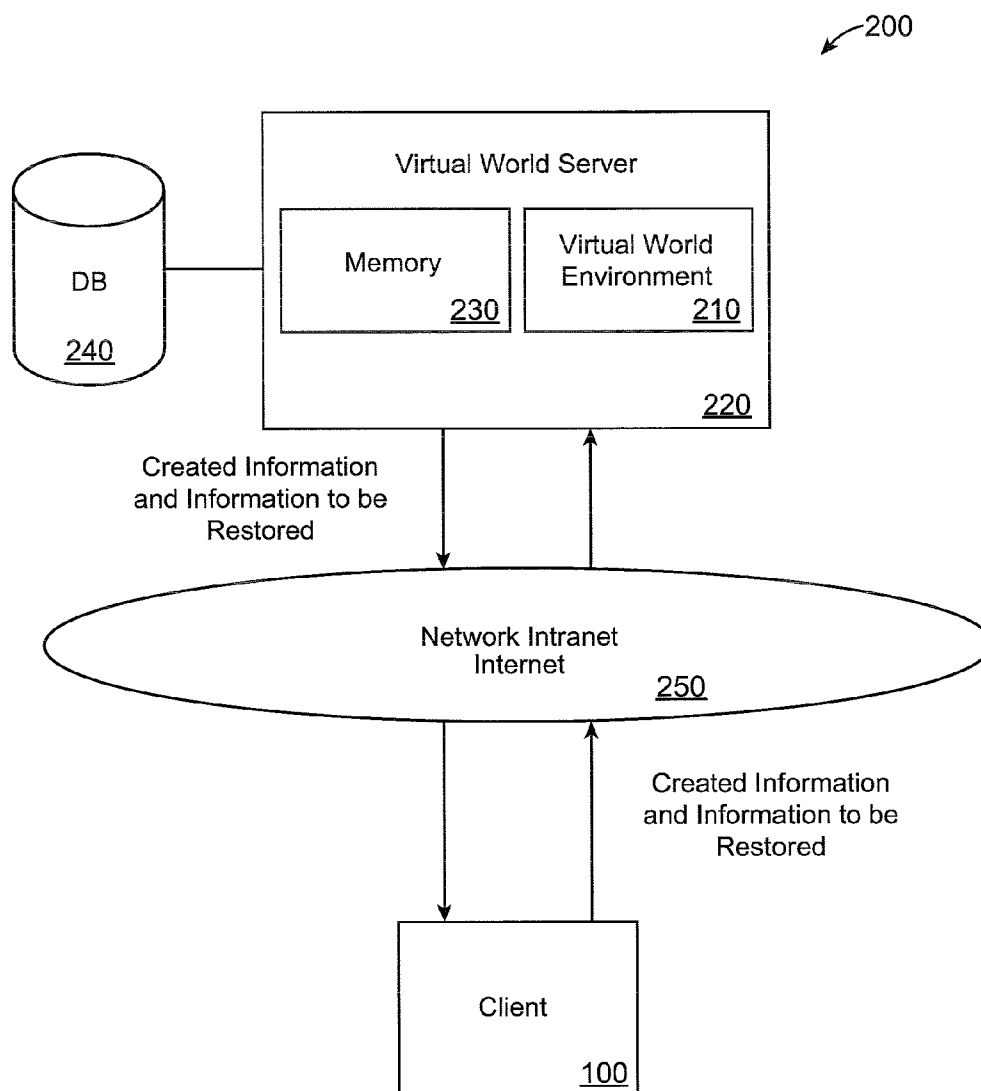 200
Virtual World Server
Memory
230
Virtual World
Environment
210
DB
240
220
Created Information
and Information to be
Restored
Network Intranet
Internet
250
Created Information
and Information to be
Restored
Client
100